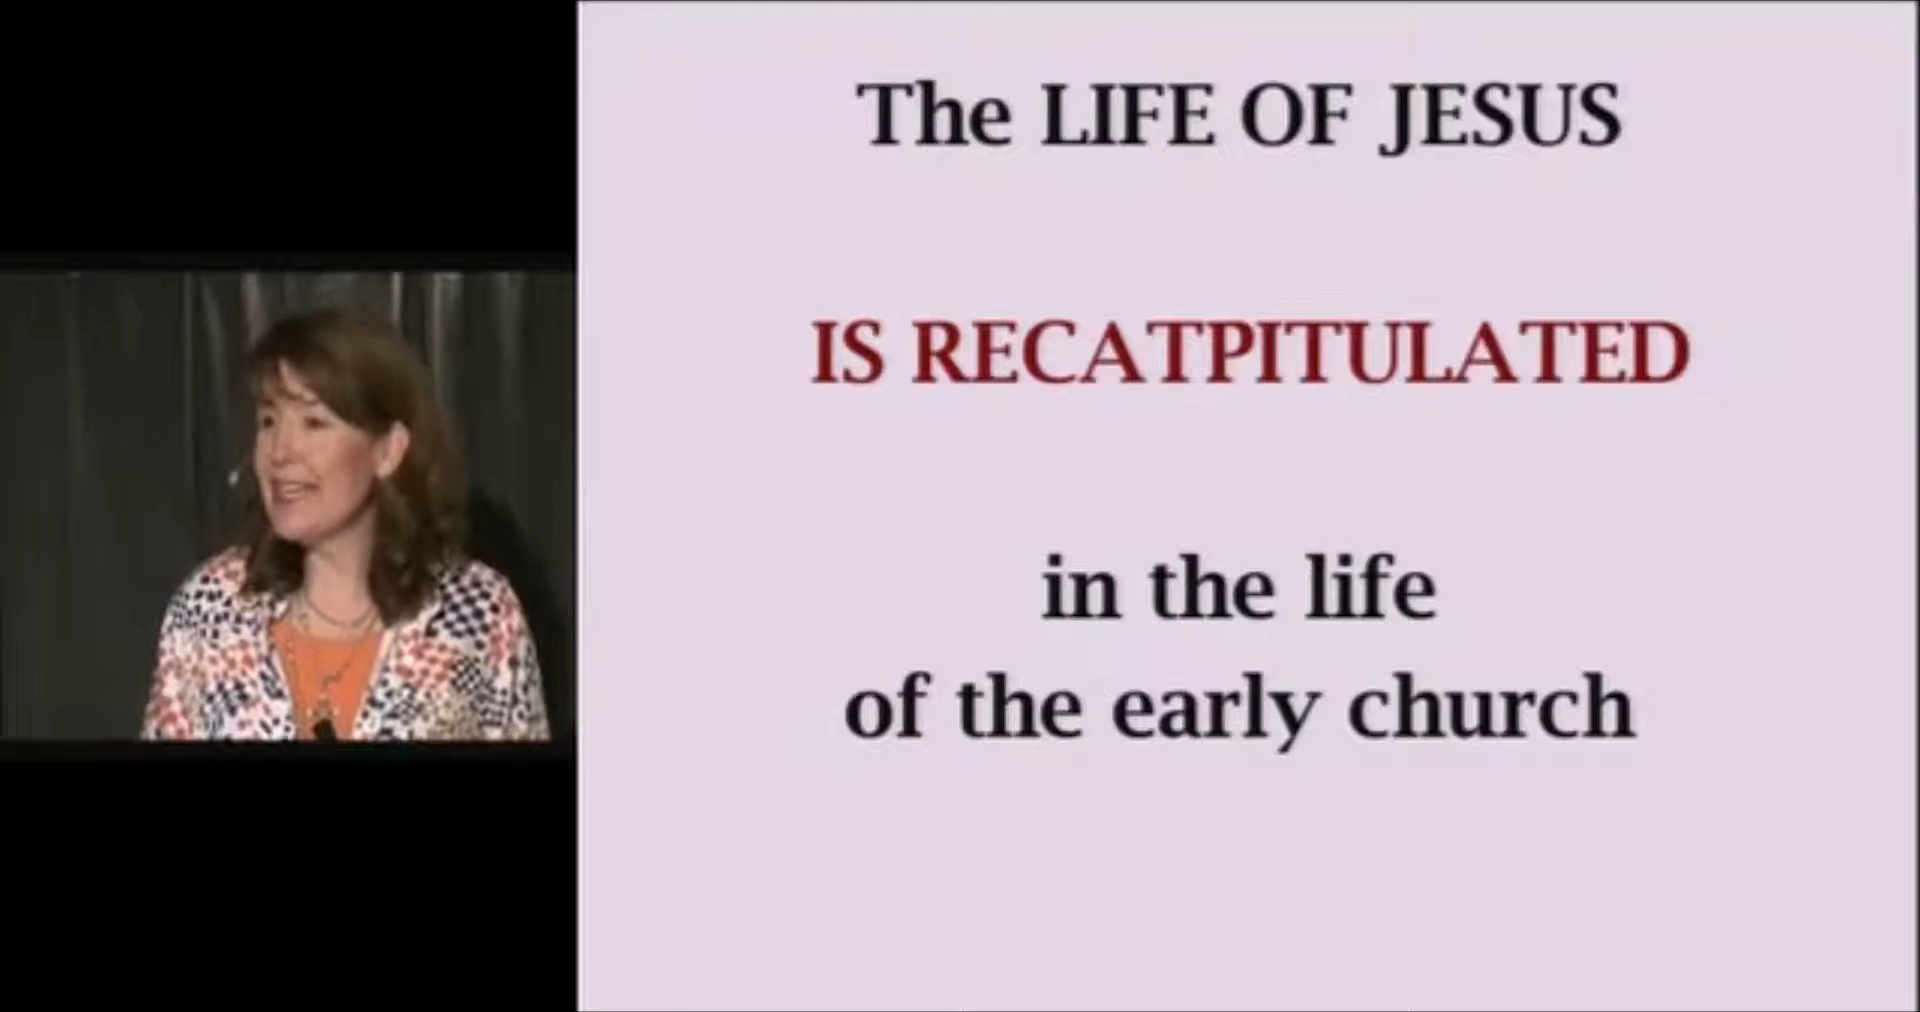 The LIFE OF JESUS
IS RECATPITULATED
in the life
of the early church